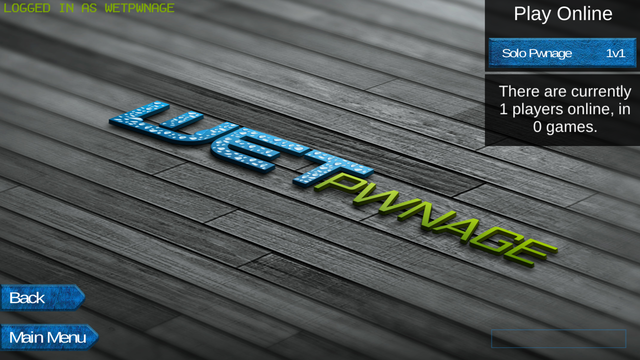 LOGGED IN AS WETPWNAGE
Play Online
Solo Pwnage 1v1
There are currently
1 players online, in
0 games.
WET
PWNAGE
Back
Main Menu